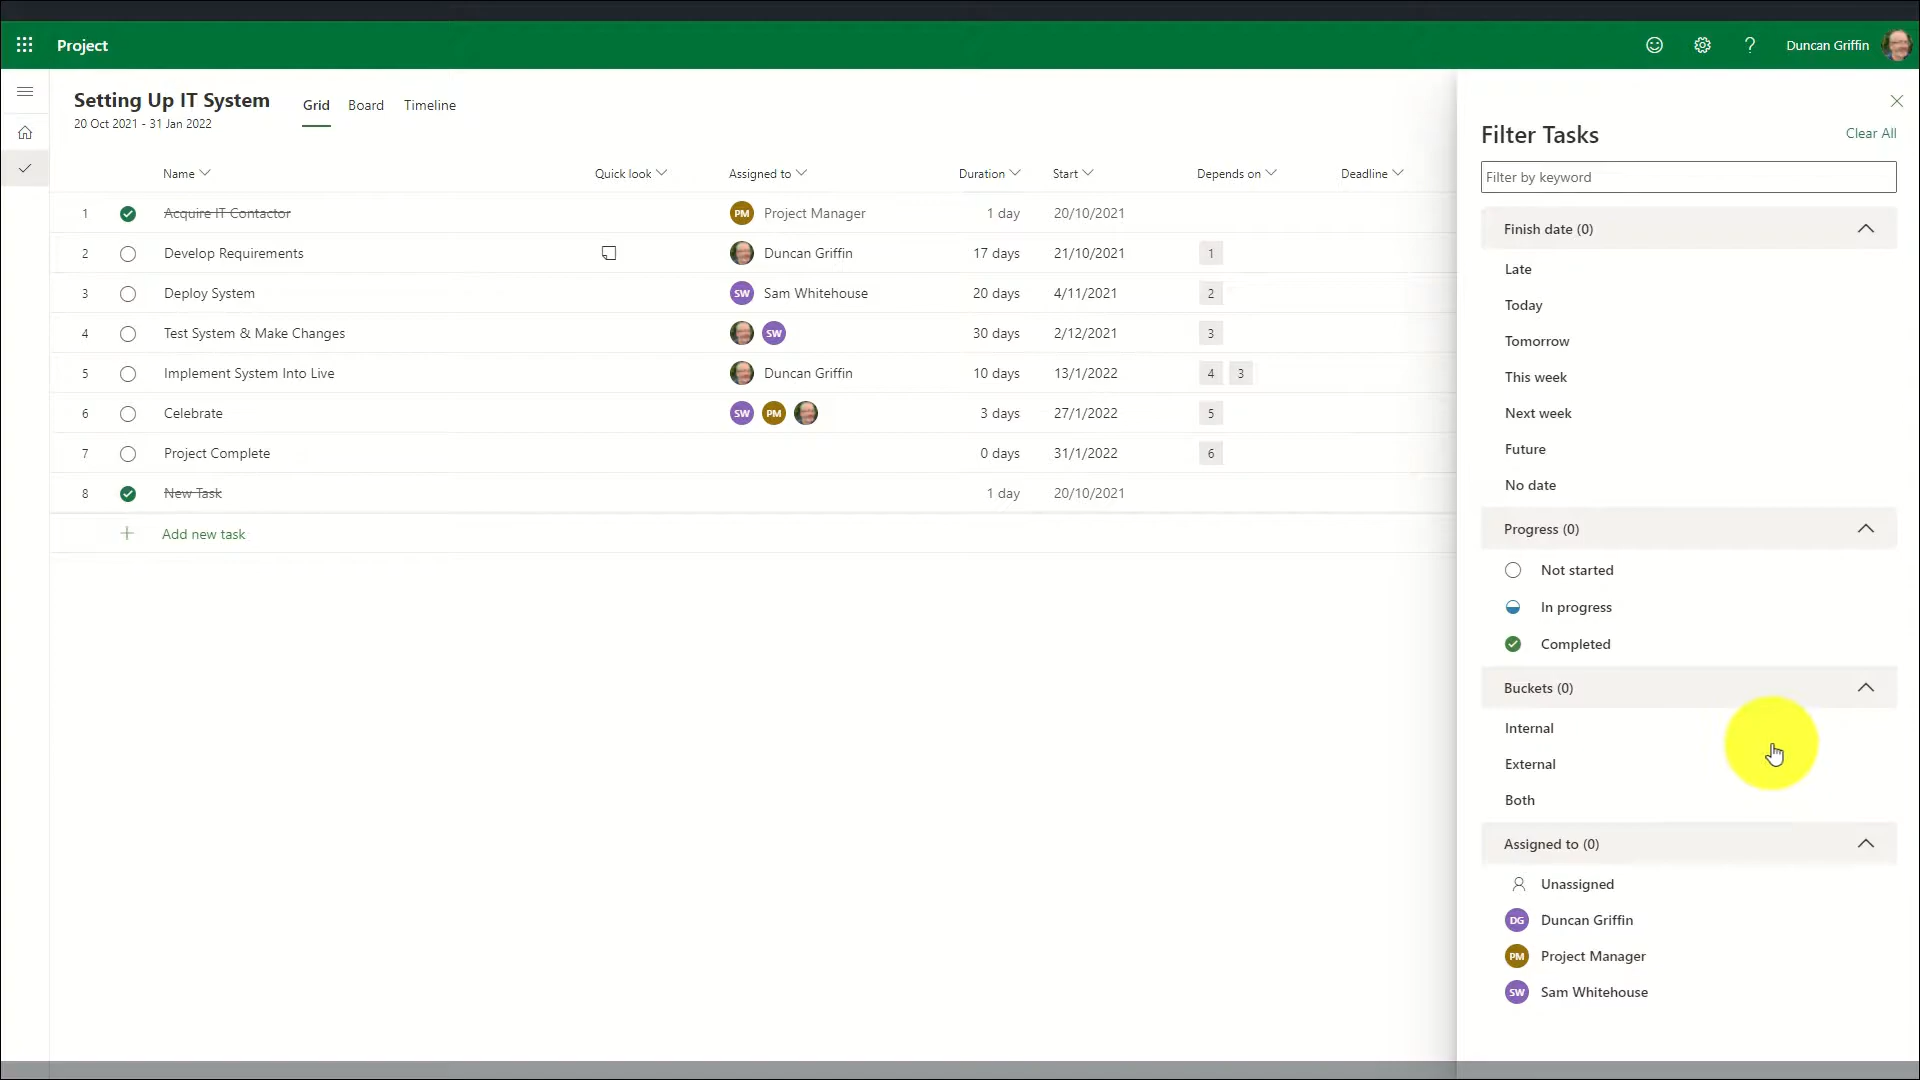 Project
Duncan Griffin
Setting Up IT System
20 Oct 2021 - 31 Jan 2022
Grid Board Timeline
Name Quick look Assigned to Duration Start Depends on Deadline
1 Acquire IT Contactor PM Project Manager 1 day 20/10/2021
2 Develop Requirements Duncan Griffin 17 days 21/10/2021 1
3 Deploy System SW Sam Whitehouse 20 days 4/11/2021 2
4 Test System & Make Changes SW 30 days 2/12/2021 3
5 Implement System Into Live Duncan Griffin 10 days 13/1/2022 4 3
6 Celebrate SW PM 3 days 27/1/2022 5
7 Project Complete 0 days 31/1/2022 6
8 New Task 1 day 20/10/2021
Add new task
Filter Tasks
Clear All
Filter by keyword
Finish date (0)
Late
Today
Tomorrow
This week
Next week
Future
No date
Progress (0)
Not started
In progress
Completed
Buckets (0)
Internal
External
Both
Assigned to (0)
Unassigned
DG Duncan Griffin
PM Project Manager
SW Sam Whitehouse